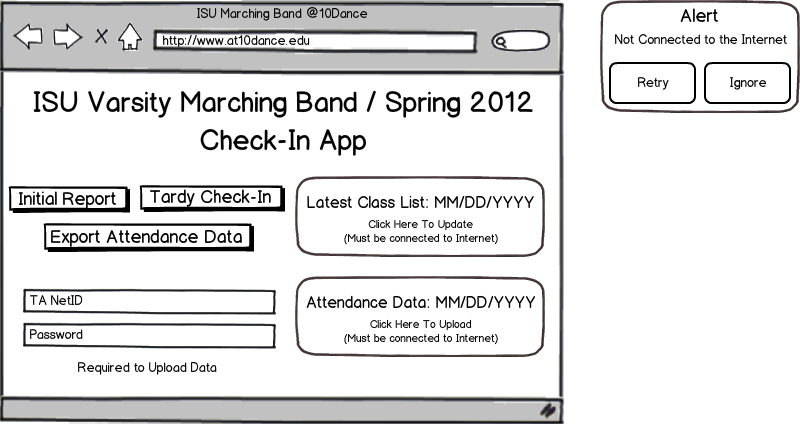 ISU Marching Band @10Dance
http://www.at10dance.edu
ISU Varsity Marching Band / Spring 2012
Check-In App
Initial Report
Tardy Check-In
Export Attendance Data
Latest Class List: MM/DD/YYYY
Click Here To Update
(Must be connected to Internet)
TA NetID
Password
Required to Upload Data
Attendance Data: MM/DD/YYYY
Click Here To Upload
(Must be connected to Internet)
Alert
Not Connected to the Internet
Retry
Ignore